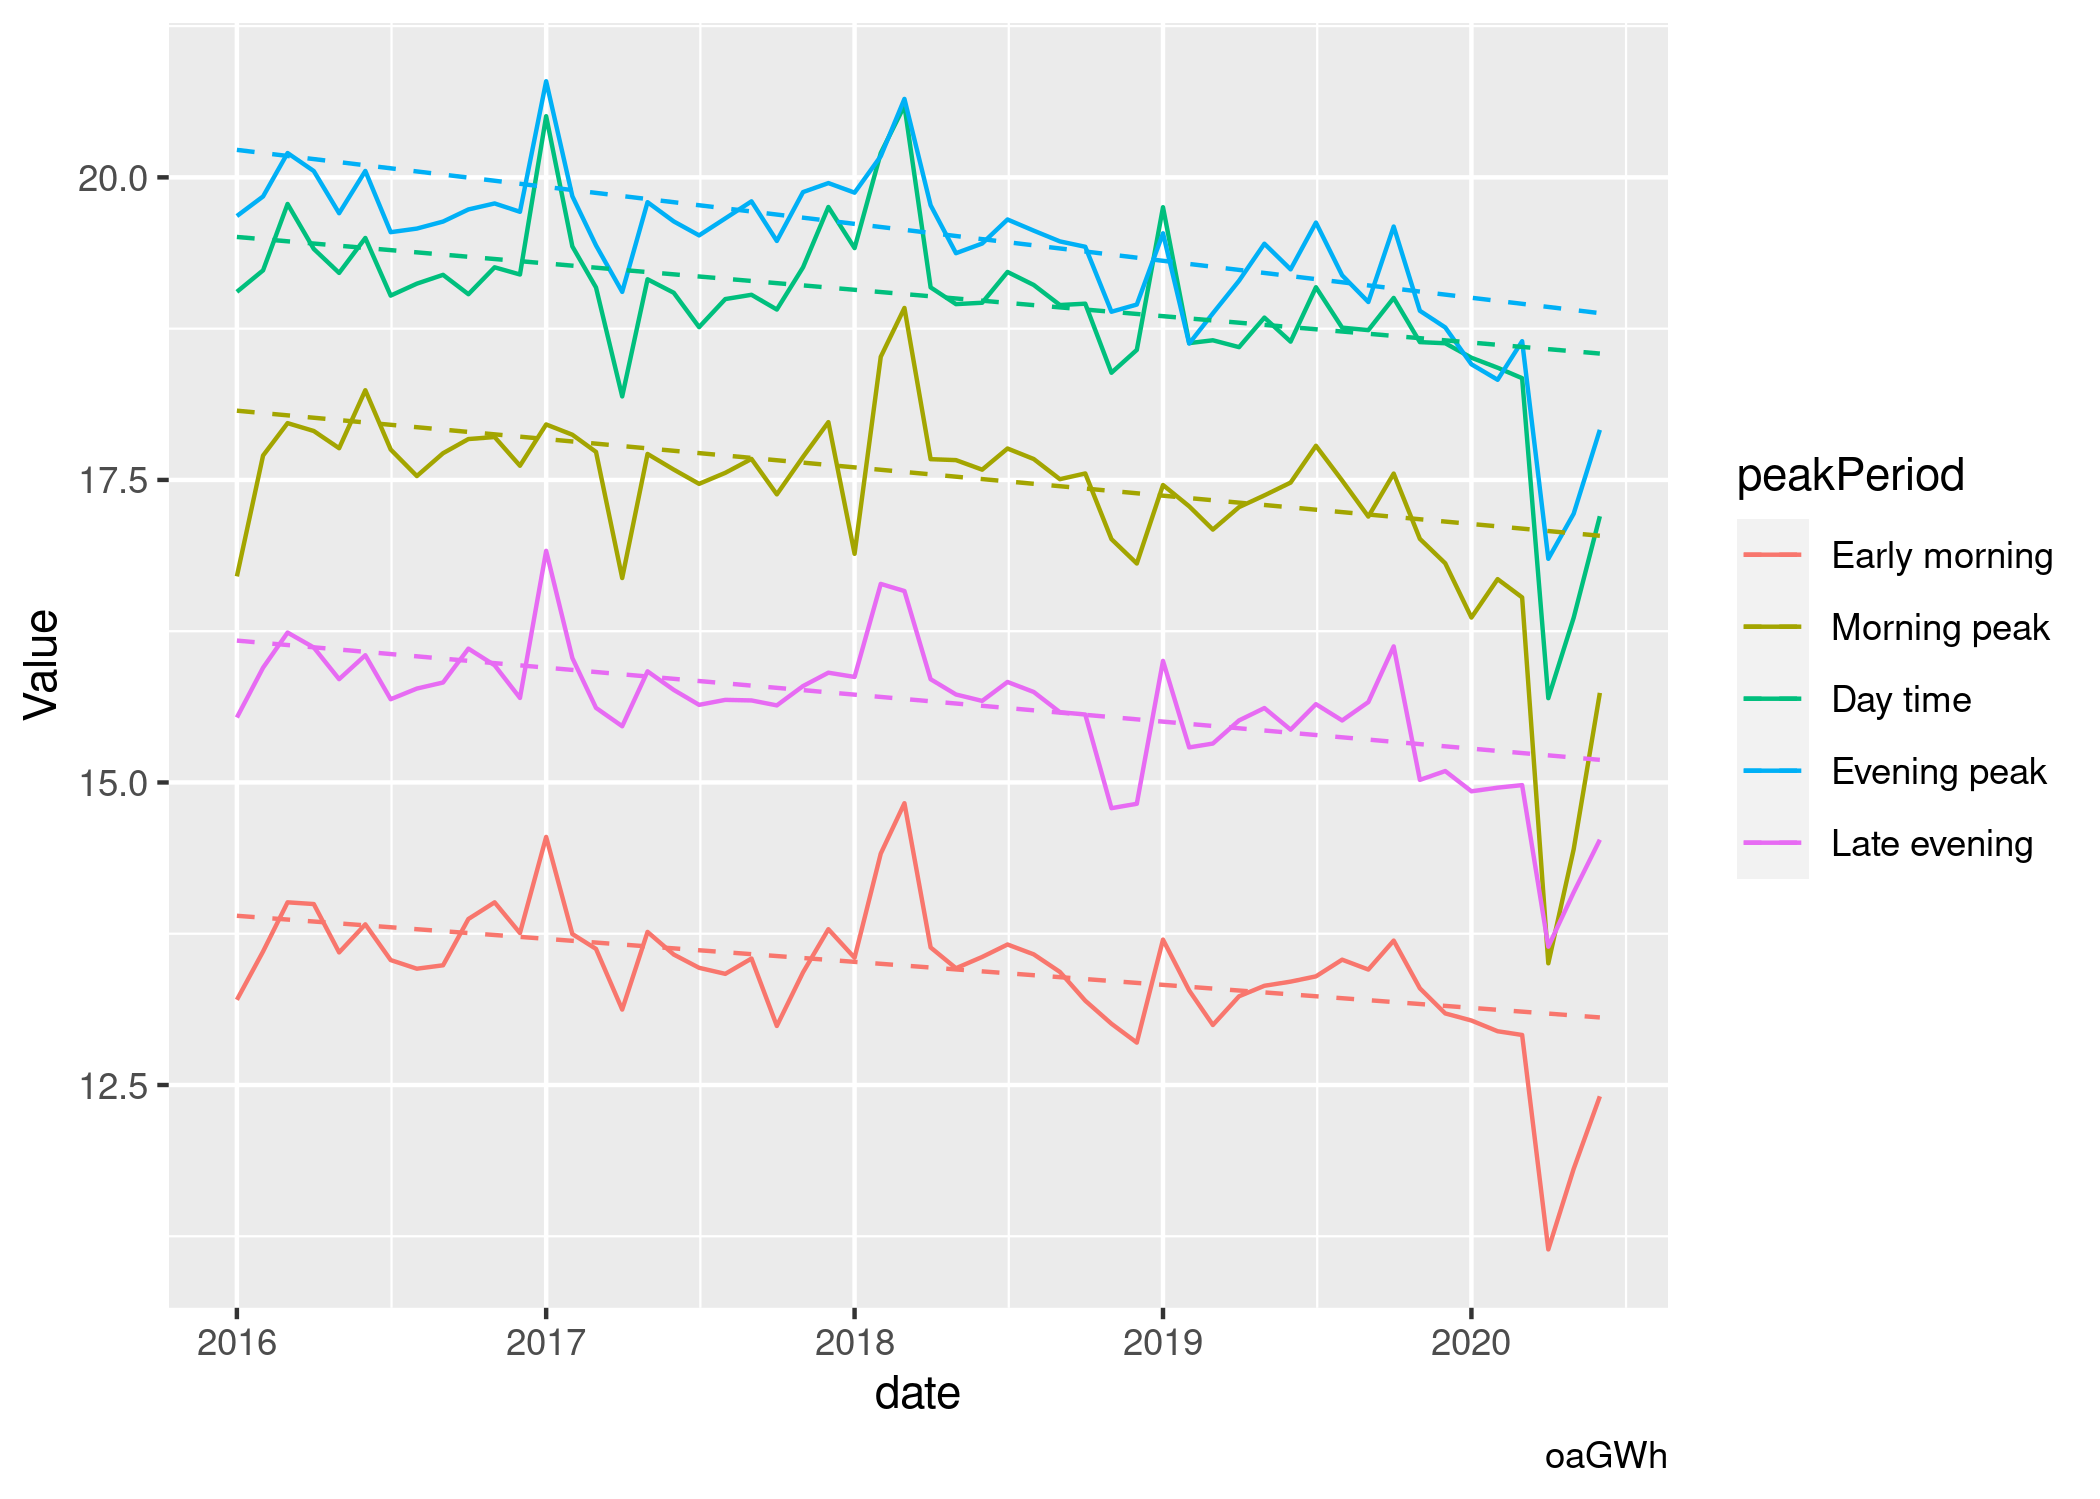 Value
20.0
17.5
15.0
12.5
2016 2017 2018 2019 2020
date
oaGWh
peakPeriod
Early morning
Morning peak
Day time
Evening peak
Late evening